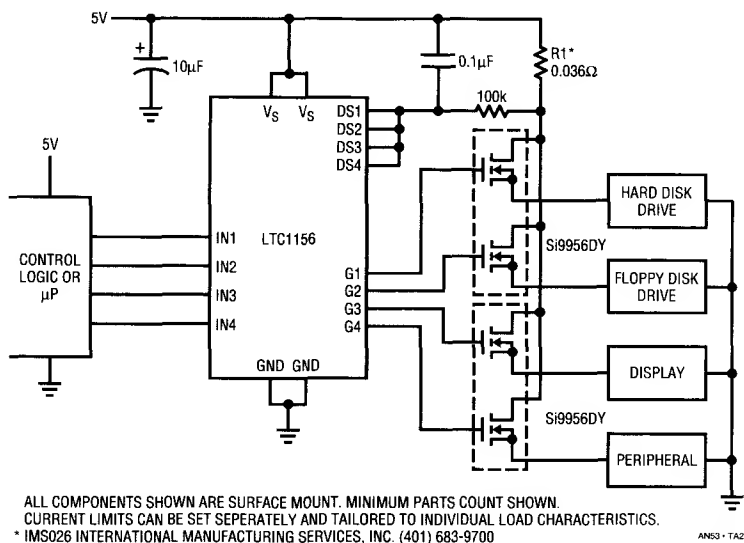 5V
10µF
+
0.1µF
R1*
0.036Ω
100k
VS VS
DS1
DS2
DS3
DS4
5V
CONTROL
LOGIC OR
µP
IN1
IN2
IN3
IN4
LTC1156
G1
G2
G3
G4
GND GND
Si9956DY
Si9956DY
HARD DISK
DRIVE
FLOPPY DISK
DRIVE
DISPLAY
PERIPHERAL
ALL COMPONENTS SHOWN ARE SURFACE MOUNT. MINIMUM PARTS COUNT SHOWN.
CURRENT LIMITS CAN BE SET SEPERATELY AND TAILORED TO INDIVIDUAL LOAD CHARACTERISTICS.
* IMS026 INTERNATIONAL MANUFACTURING SERVICES, INC. (401) 683-9700
AN53 • TA2